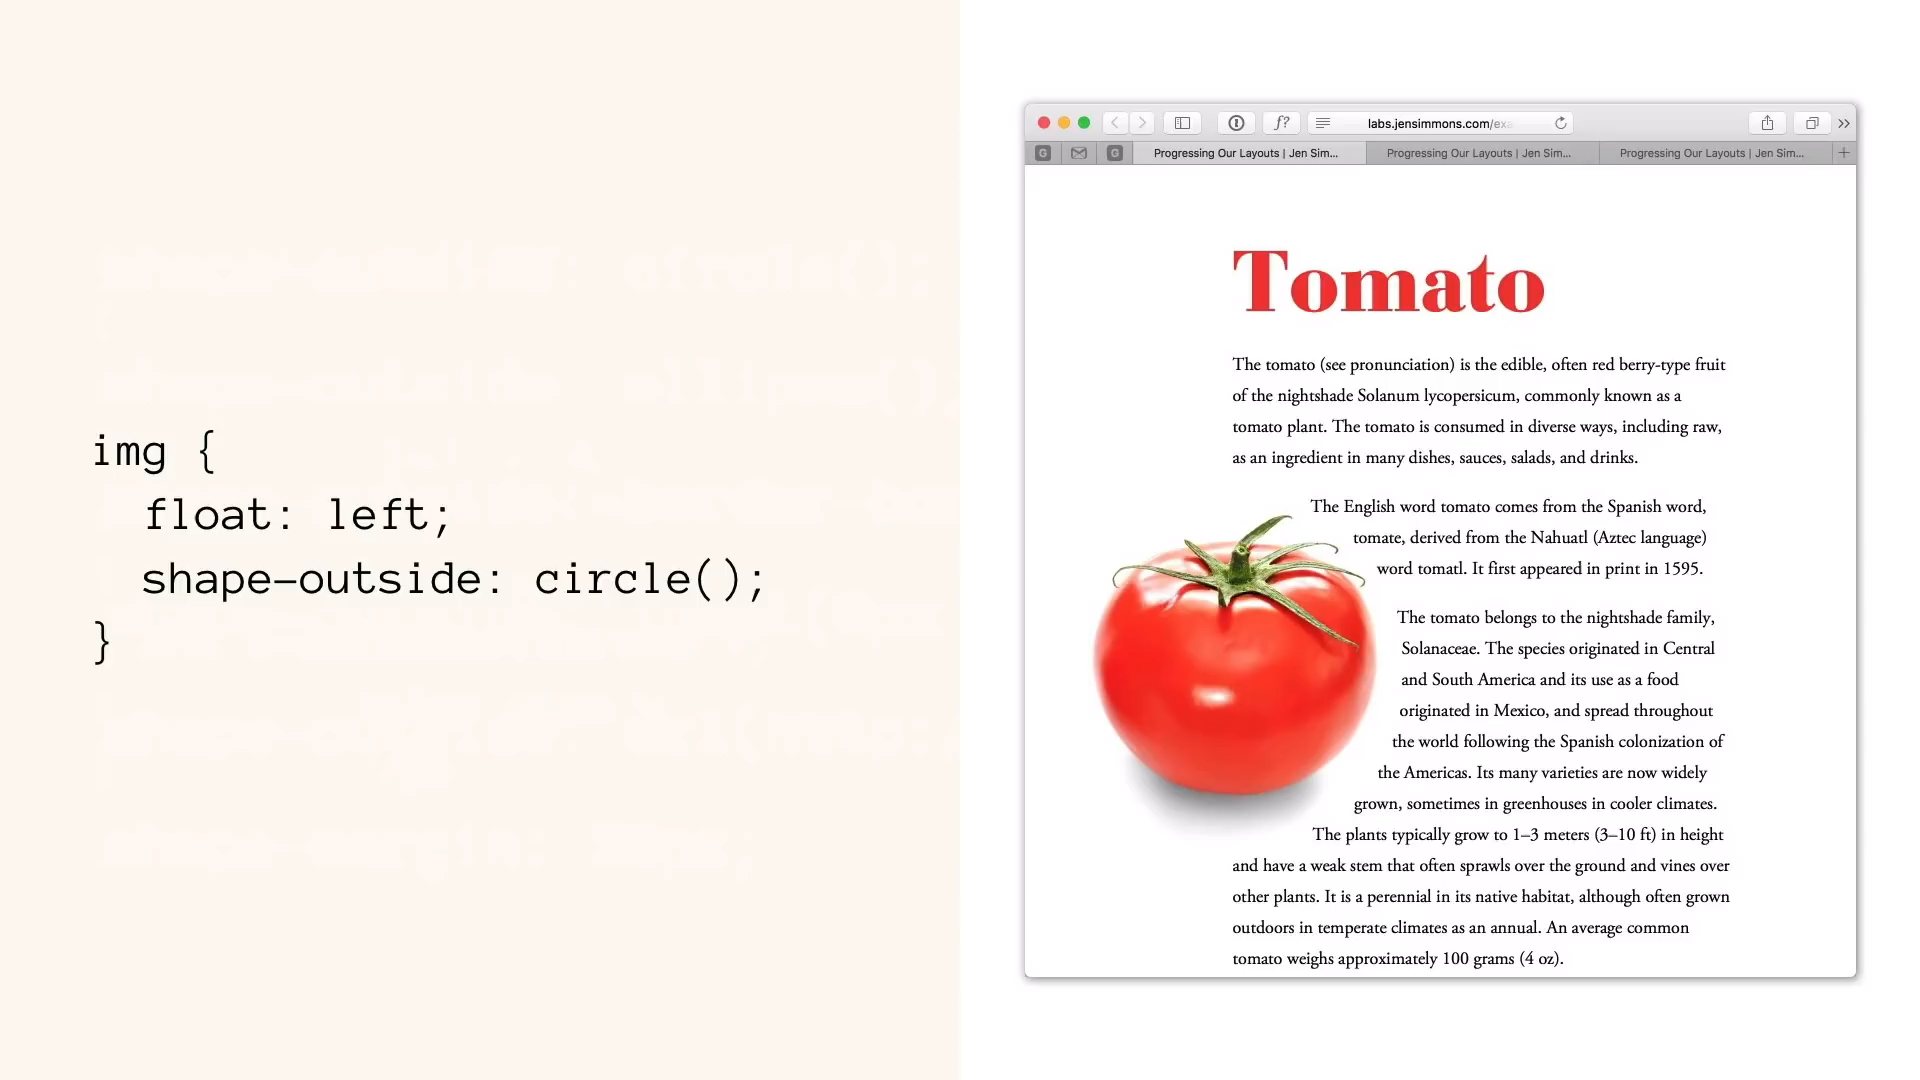 img {
float: left;
shape-outside: circle();
}
f?
labs.jensimmons.com/exa
G
G
Progressing Our Layouts | Jen Sim...
Progressing Our Layouts | Jen Sim...
Progressing Our Layouts | Jen Sim...
Tomato
The tomato (see pronunciation) is the edible, often red berry-type fruit
of the nightshade Solanum lycopersicum, commonly known as a
tomato plant. The tomato is consumed in diverse ways, including raw,
as an ingredient in many dishes, sauces, salads, and drinks.
The English word tomato comes from the Spanish word,
tomate, derived from the Nahuatl (Aztec language)
word tomatl. It first appeared in print in 1595.
The tomato belongs to the nightshade family,
Solanaceae. The species originated in Central
and South America and its use as a food
originated in Mexico, and spread throughout
the world following the Spanish colonization of
the Americas. Its many varieties are now widely
grown, sometimes in greenhouses in cooler climates.
The plants typically grow to 1–3 meters (3–10 ft) in height
and have a weak stem that often sprawls over the ground and vines over
other plants. It is a perennial in its native habitat, although often grown
outdoors in temperate climates as an annual. An average common
tomato weighs approximately 100 grams (4 oz).